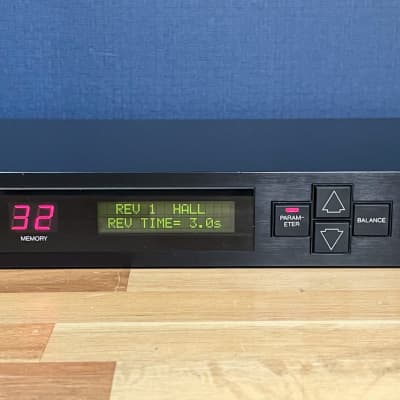 32
MEMORY
REV 1 HALL
REV TIME= 3.0s
PARAM-
ETER
BALANCE